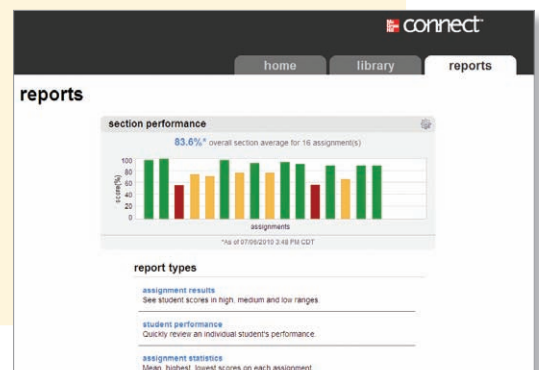 connect
home library reports
reports
section performance
83.6%* overall section average for 16 assignment(s)
score(%)
100
80
60
40
20
0
assignments
*As of 07/06/2010 3:48 PM CDT
report types
assignment results
See student scores in high, medium and low ranges.
student performance
Quickly review an individual student's performance.
assignment statistics
Mean, highest, lowest scores on each assignment.